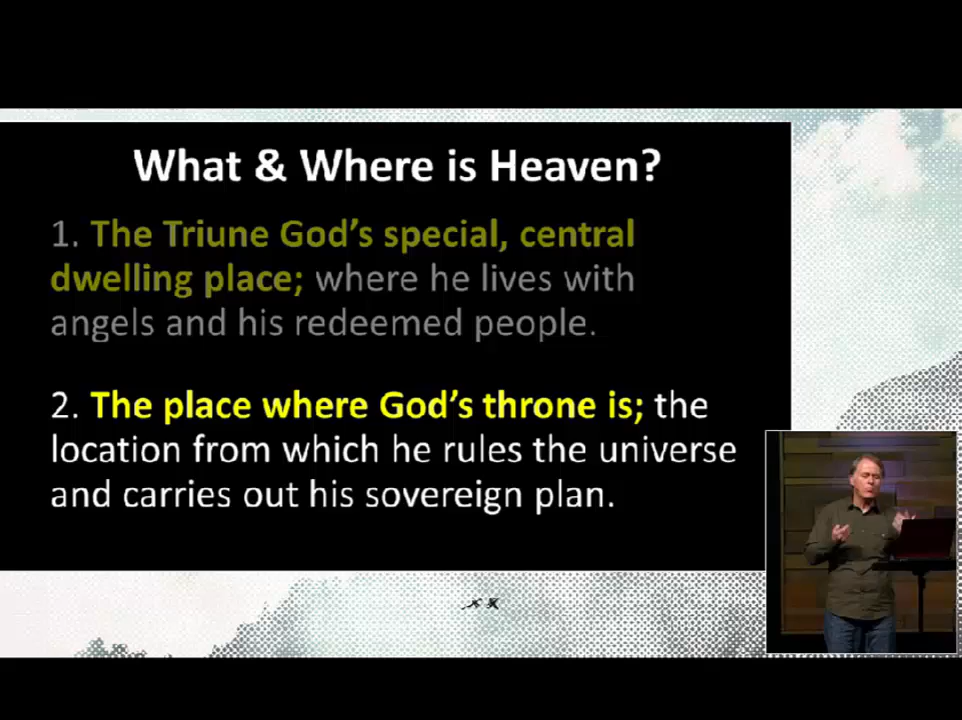 What & Where is Heaven?
1. The Triune God's special, central
dwelling place; where he lives with
angels and his redeemed people.
2. The place where God's throne is; the
location from which he rules the universe
and carries out his sovereign plan.